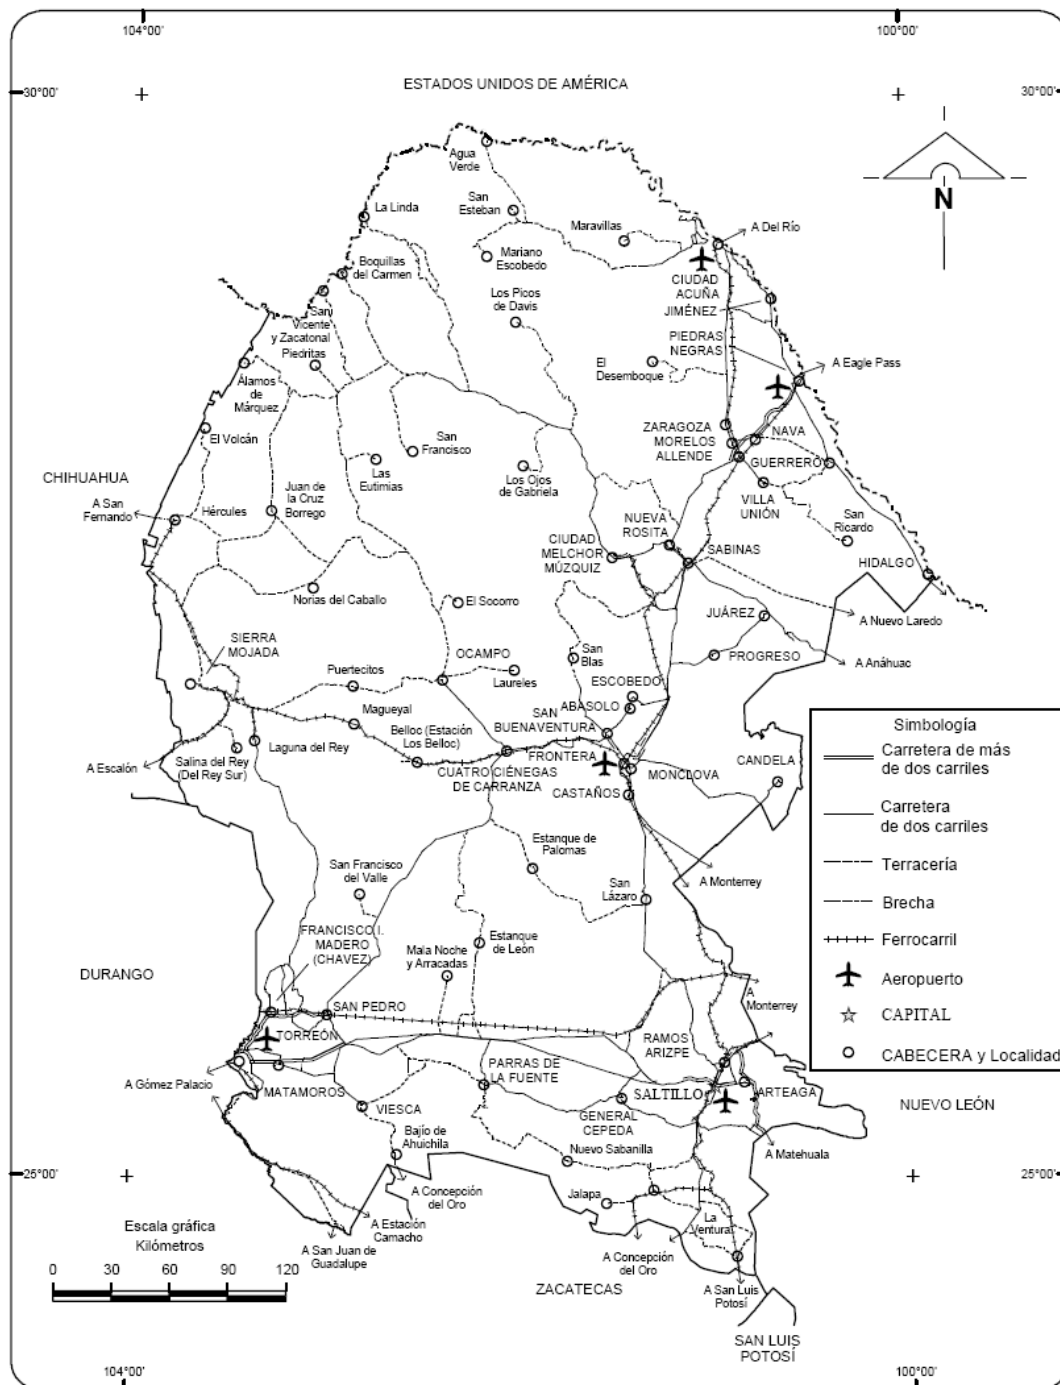 104°00'
100°00'
30°00'
30°00'
ESTADOS UNIDOS DE AMÉRICA
N
Agua
Verde
San
Esteban
La Linda
Maravillas
A Del Río
Mariano
Escobedo
Boquillas
del Carmen
CIUDAD
ACUÑA
Los Picos
de Davis
JIMÉNEZ
San
Vicente
y Zacatonal
Piedritas
PIEDRAS
NEGRAS
El
Desemboque
A Eagle Pass
Álamos
de
Márquez
El Volcán
San
Francisco
ZARAGOZA
MORELOS
ALLENDE
NAVA
GUERRERO
CHIHUAHUA
Las
Eutimias
Los Ojos
de Gabriela
VILLA
UNIÓN
A San
Fernando
Hércules
Juan de
la Cruz
Borrego
San
Ricardo
NUEVA
ROSITA
CIUDAD
MELCHOR
MÚZQUIZ
SABINAS
HIDALGO
Norias del Caballo
El Socorro
JUÁREZ
A Nuevo Laredo
SIERRA
MOJADA
OCAMPO
San
Blas
PROGRESO
A Anáhuac
Puertecitos
Laureles
ESCOBEDO
ABASOLO
Magueyal
SAN
BUENAVENTURA
Belloc (Estación
Los Belloc)
Laguna del Rey
FRONTERA
MONCLOVA
CANDELA
A Escalón
Salina del Rey
(Del Rey Sur)
CUATRO CIÉNEGAS
DE CARRANZA
CASTAÑOS
Estanque de
Palomas
San Francisco
del Valle
San
Lázaro
A Monterrey
FRANCISCO I.
MADERO
(CHAVEZ)
Mala Noche
y Arracadas
Estanque
de León
DURANGO
A
Monterrey
SAN PEDRO
TORREÓN
RAMOS
ARIZPE
A Gómez Palacio
MATAMOROS
PARRAS DE
LA FUENTE
SALTILLO
ARTEAGA
VIESCA
GENERAL
CEPEDA
NUEVO LEÓN
Bajío de
Ahuichila
Nuevo Sabanilla
A Matehuala
25°00'
25°00'
A Concepción
del Oro
Jalapa
La
Ventura
A Estación
Camacho
A San Juan de
Guadalupe
A Concepción
del Oro
A San Luis
Potosí
ZACATECAS
SAN LUIS
POTOSÍ
Escala gráfica
Kilómetros
0 30 60 90 120
Simbología
Carretera de más
de dos carriles
Carretera
de dos carriles
Terracería
Brecha
Ferrocarril
Aeropuerto
CAPITAL
CABECERA y Localidad
104°00'
100°00'